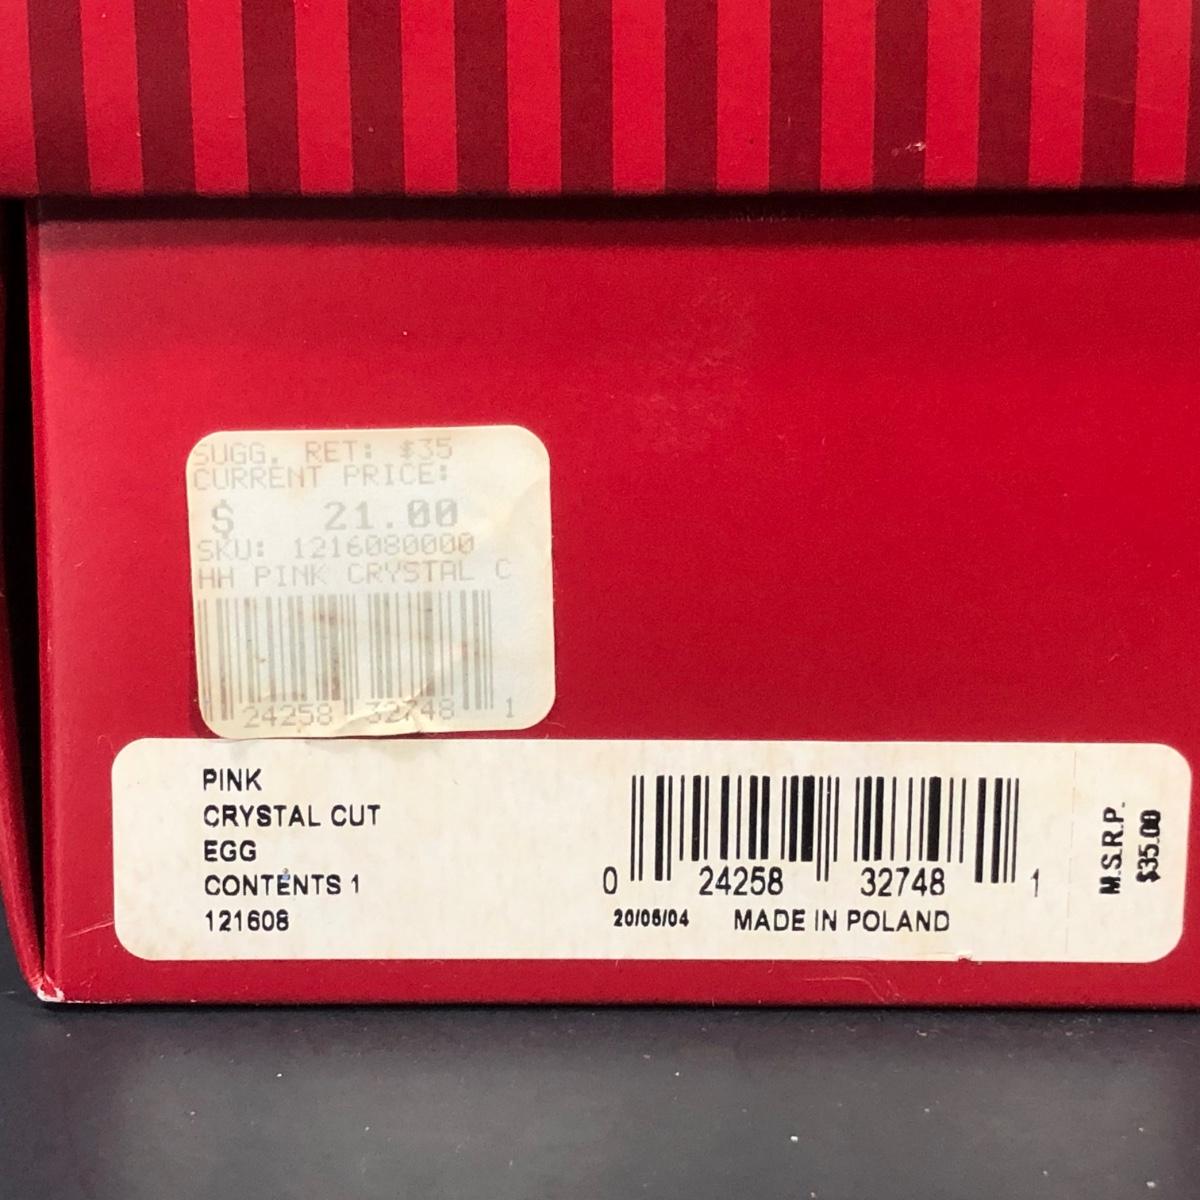 SUGG. RET: $35
CURRENT PRICE:
$ 21.00
SKU: 1216080000
HH PINK CRYSTAL C
24258 32748 1
PINK
CRYSTAL CUT
EGG
CONTENTS 1
121608
0 24258 32748 1
20/08/04 MADE IN POLAND
M.S.R.P.
$35.00